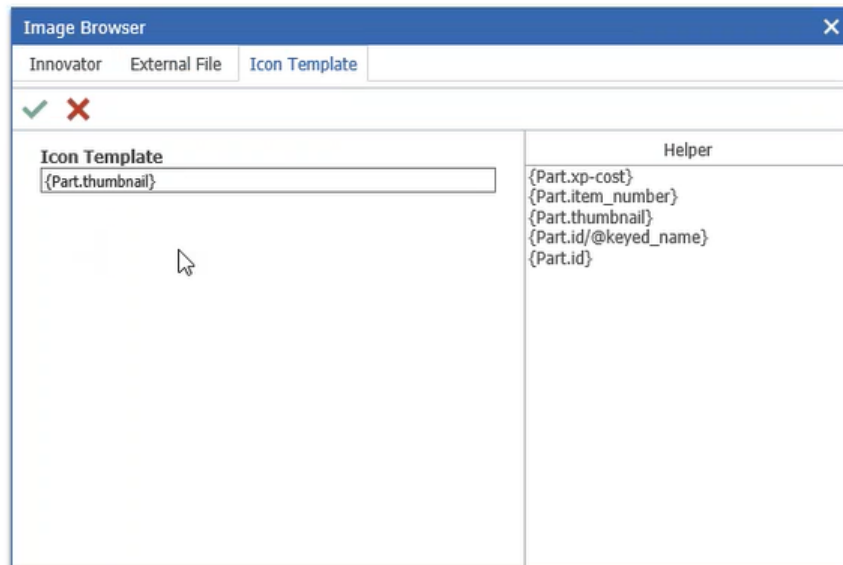 Image Browser
Innovator External File Icon Template
Icon Template
{Part.thumbnail}
Helper
{Part.xp-cost}
{Part.item_number}
{Part.thumbnail}
{Part.id/@keyed_name}
{Part.id}